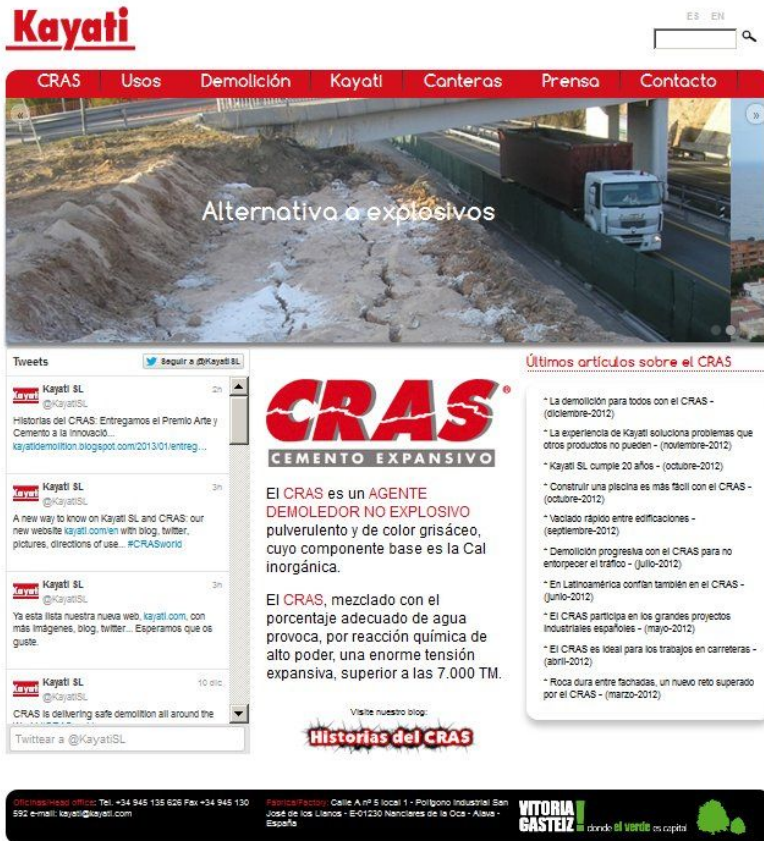 Kayati
ES EN
CRAS Usos Demolición Kayati Canteras Prensa Contacto
« »
Alternativa a explosivos
Tweets
Seguir a @KayatiSL
Kayati SL 2h
@KayatiSL
Historias del CRAS: Entregamos el Premio Arte y
Cemento a la Innovació...
kayatidemolition.blogspot.com/2013/01/entreg…
Kayati SL 3h
@KayatiSL
A new way to know on Kayati SL and CRAS: our
new website kayati.com/en with blog, twitter,
pictures, directions of use... #CRASworld
Kayati SL 3h
@KayatiSL
Ya esta lista nuestra nueva web, kayati.com, con
más imágenes, blog, twitter... Esperamos que os
guste.
Kayati SL 10 dic
@KayatiSL
CRAS is delivering safe demolition all around the
Twittear a @KayatiSL
CRAS®
CEMENTO EXPANSIVO
El CRAS es un AGENTE
DEMOLEDOR NO EXPLOSIVO
pulverulento y de color grisáceo,
cuyo componente base es la Cal
inorgánica.
El CRAS, mezclado con el
porcentaje adecuado de agua
provoca, por reacción química de
alto poder, una enorme tensión
expansiva, superior a las 7.000 TM.
Visite nuestro blog:
Historias del CRAS
Últimos artículos sobre el CRAS
* La demolición para todos con el CRAS -
(diciembre-2012)
* La experiencia de Kayati soluciona problemas que
otros productos no pueden - (noviembre-2012)
* Kayati SL cumple 20 años - (octubre-2012)
* Construir una piscina es más fácil con el CRAS -
(octubre-2012)
* Vaciado rápido entre edificaciones -
(septiembre-2012)
* Demolición progresiva con el CRAS para no
entorpecer el tráfico - (julio-2012)
* En Latinoamérica confían también en el CRAS -
(junio-2012)
* El CRAS participa en los grandes proyectos
industriales españoles - (mayo-2012)
* El CRAS es ideal para los trabajos en carreteras -
(abril-2012)
* Roca dura entre fachadas, un nuevo reto superado
por el CRAS - (marzo-2012)
Oficinas/Head office: Tel. +34 945 135 626 Fax +34 945 130
592 e-mail: kayati@kayati.com
Fabrica/Factory: Calle A nº 5 local 1 - Poligono Industrial San
José de los Llanos - E-01230 Nanclares de la Oca - Alava -
España
VITORIA
GASTEIZ donde el verde es capital